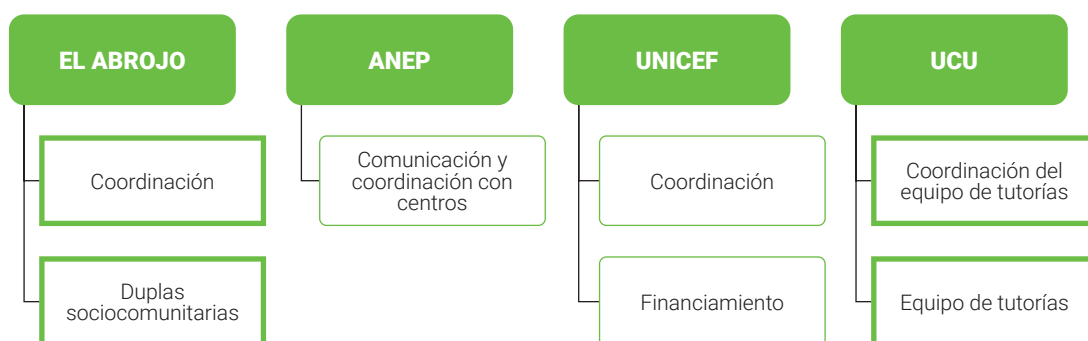 EL ABROJO
Coordinación
Duplas
sociocomunitarias
ANEP
Comunicación y
coordinación con
centros
UNICEF
Coordinación
Financiamiento
UCU
Coordinación del
equipo de tutorías
Equipo de tutorías